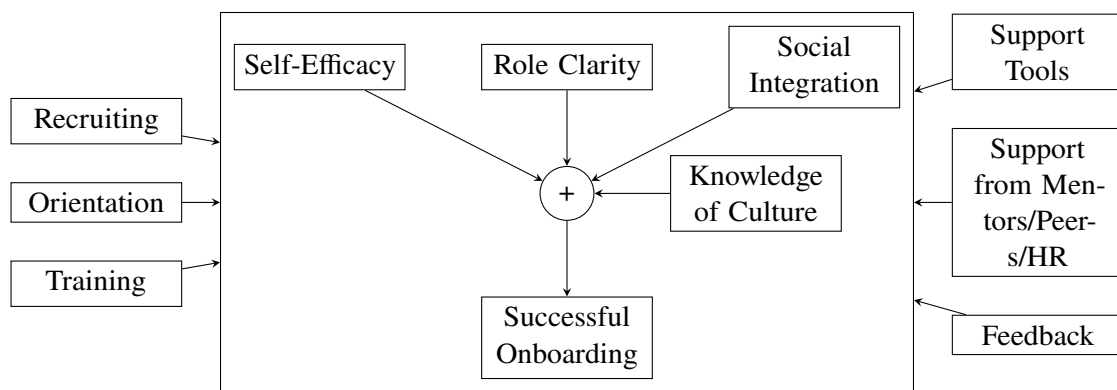 Recruiting
Orientation
Training
Self-Efficacy
Role Clarity
Social
Integration
+
Knowledge
of Culture
Successful
Onboarding
Support
Tools
Support
from Men-
tors/Peer-
s/HR
Feedback